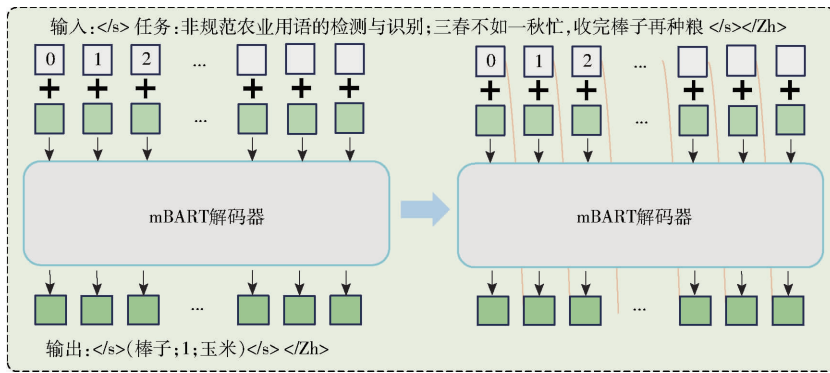 输入:</s>任务:非规范农业用语的检测与识别;三春不如一秋忙,收完棒子再种粮</s></Zh>
0 1 2 ...
+ + + + + +
...
mBART解码器
...
输出:</s>(棒子;1;玉米)</s></Zh>
0 1 2 ...
+ + + + + +
...
mBART解码器
...